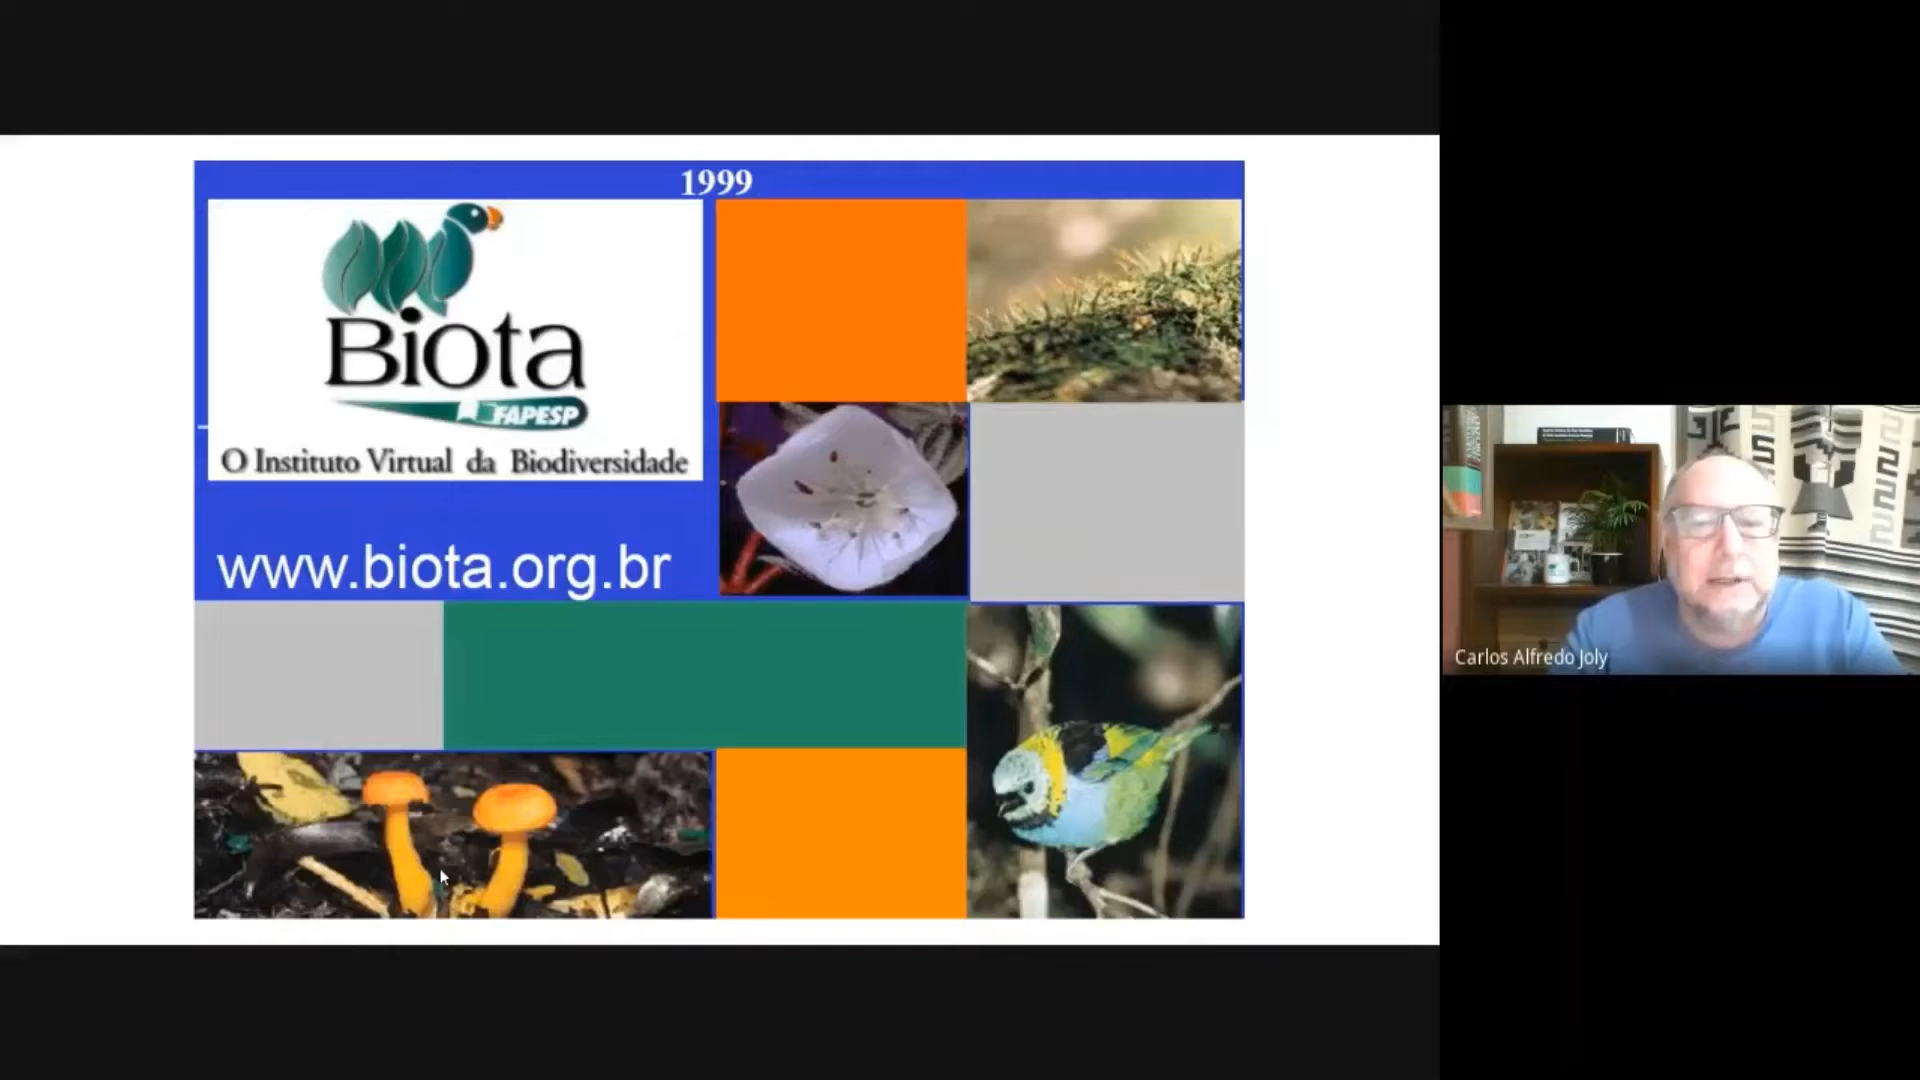 1999
Biota
FAPESP
O Instituto Virtual da Biodiversidade
www.biota.org.br
Carlos Alfredo Joly